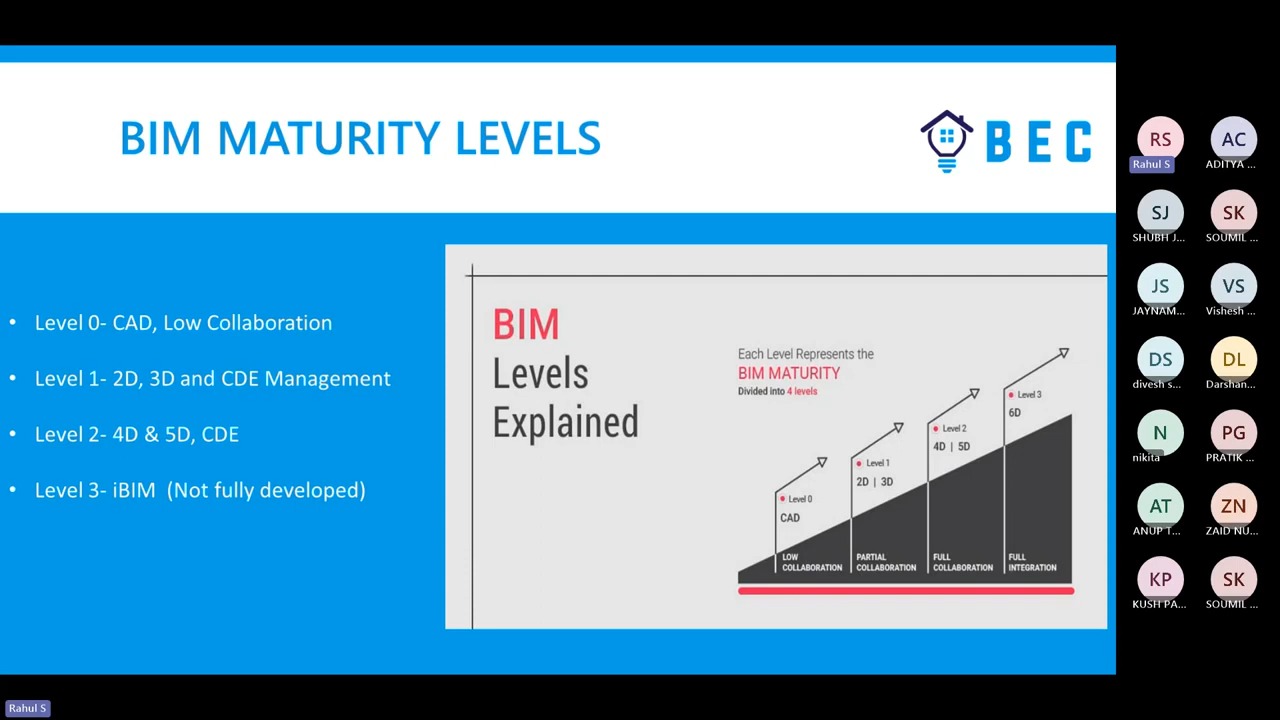 BIM MATURITY LEVELS
BEC
• Level 0- CAD, Low Collaboration
• Level 1- 2D, 3D and CDE Management
• Level 2- 4D & 5D, CDE
• Level 3- iBIM (Not fully developed)
BIM
Levels
Explained
Each Level Represents the
BIM MATURITY
Divided into 4 levels
Level 0
CAD
LOW
COLLABORATION
Level 1
2D | 3D
PARTIAL
COLLABORATION
Level 2
4D | 5D
FULL
COLLABORATION
Level 3
6D
FULL
INTEGRATION
RS
Rahul S
AC
ADITYA ...
SJ
SHUBH J...
SK
SOUMIL ...
JS
JAYNAM...
VS
Vishesh ...
DS
divesh s...
DL
Darshan...
N
nikita
PG
PRATIK ...
AT
ANUP T...
ZN
ZAID NU...
KP
KUSH PA...
SK
SOUMIL ...
Rahul S